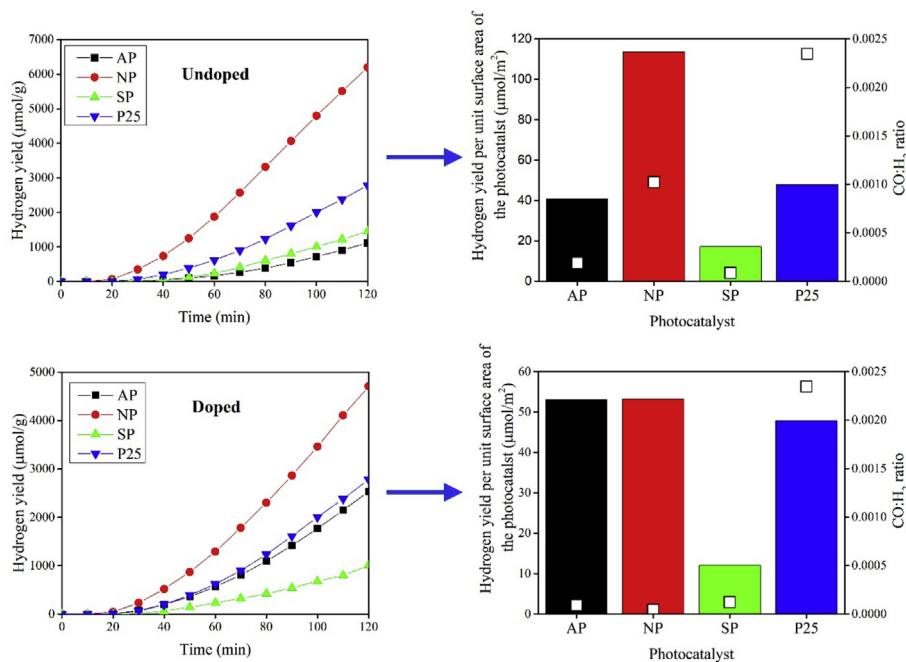 Undoped
AP
NP
SP
P25
Hydrogen yield (μmol/g)
7000
6000
5000
4000
3000
2000
1000
0
0 20 40 60 80 100 120
Time (min)
Hydrogen yield per unit surface area of
the photocatalst (μmol/m²)
120
100
80
60
40
20
0
AP NP SP P25
Photocatalyst
0.0025
0.0020
0.0015
0.0010
0.0005
0.0000
CO:H₂ ratio
Doped
AP
NP
SP
P25
Hydrogen yield (μmol/g)
5000
4000
3000
2000
1000
0
0 20 40 60 80 100 120
Time (min)
Hydrogen yield per unit surface area of
the photocatalst (μmol/m²)
60
50
40
30
20
10
0
AP NP SP P25
Photocatalyst
0.0025
0.0020
0.0015
0.0010
0.0005
0.0000
CO:H₂ ratio